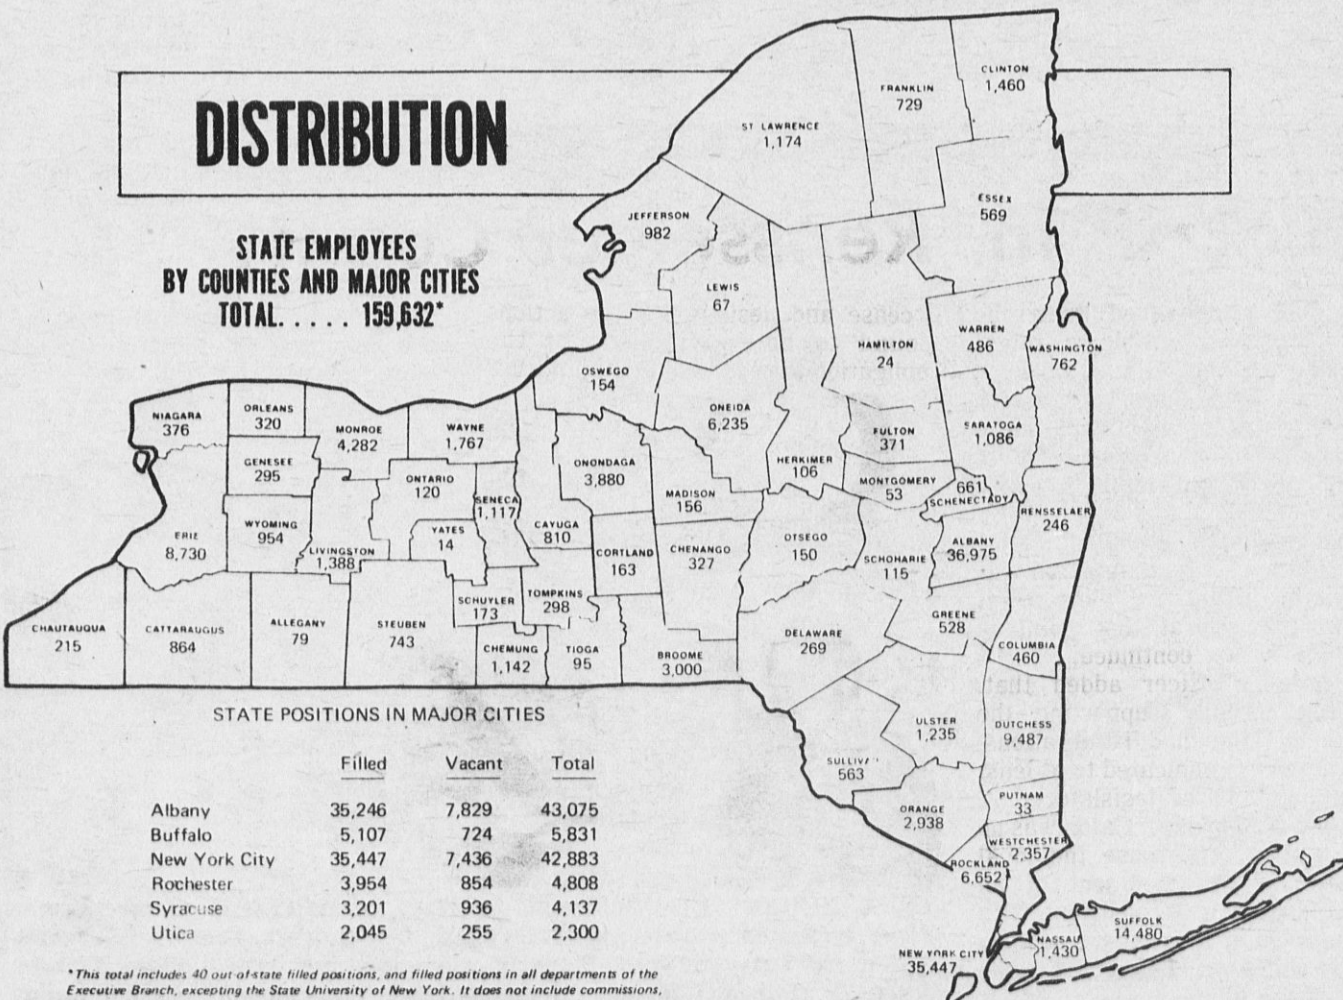 DISTRIBUTION
STATE EMPLOYEES
BY COUNTIES AND MAJOR CITIES
TOTAL. . . . . 159,632*
CLINTON
1,460
FRANKLIN
729
ST LAWRENCE
1,174
ESSEX
569
JEFFERSON
982
LEWIS
67
HAMILTON
24
WARREN
486
WASHINGTON
762
OSWEGO
154
ONEIDA
6,235
HERKIMER
106
FULTON
371
SARATOGA
1,086
NIAGARA
376
ORLEANS
320
MONROE
4,282
WAYNE
1,767
GENESEE
295
ONTARIO
120
SENECA
1,117
ONONDAGA
3,880
MADISON
156
MONTGOMERY
53
661
SCHENECTADY
RENSSELAER
246
ERIE
8,730
WYOMING
954
LIVINGSTON
1,388
YATES
14
CAYUGA
810
CORTLAND
163
CHENANGO
327
OTSEGO
150
SCHOHARIE
115
ALBANY
36,975
CHAUTAUQUA
215
CATTARAUGUS
864
ALLEGANY
79
STEUBEN
743
SCHUYLER
173
TOMPKINS
298
CHEMUNG
1,142
TIOGA
95
BROOME
3,000
DELAWARE
269
GREENE
528
COLUMBIA
460
ULSTER
1,235
DUTCHESS
9,487
563
ORANGE
2,938
PUTNAM
33
WESTCHESTER
2,357
ROCKLAND
6,652
NEW YORK CITY
35,447
NASSAU
1,430
SUFFOLK
14,480
STATE POSITIONS IN MAJOR CITIES
Filled Vacant Total
Albany 35,246 7,829 43,075
Buffalo 5,107 724 5,831
New York City 35,447 7,436 42,883
Rochester 3,954 854 4,808
Syracuse 3,201 936 4,137
Utica 2,045 255 2,300
*This total includes 40 out-of-state filled positions, and filled positions in all departments of the
Executive Branch, excepting the State University of New York. It does not include commissions,